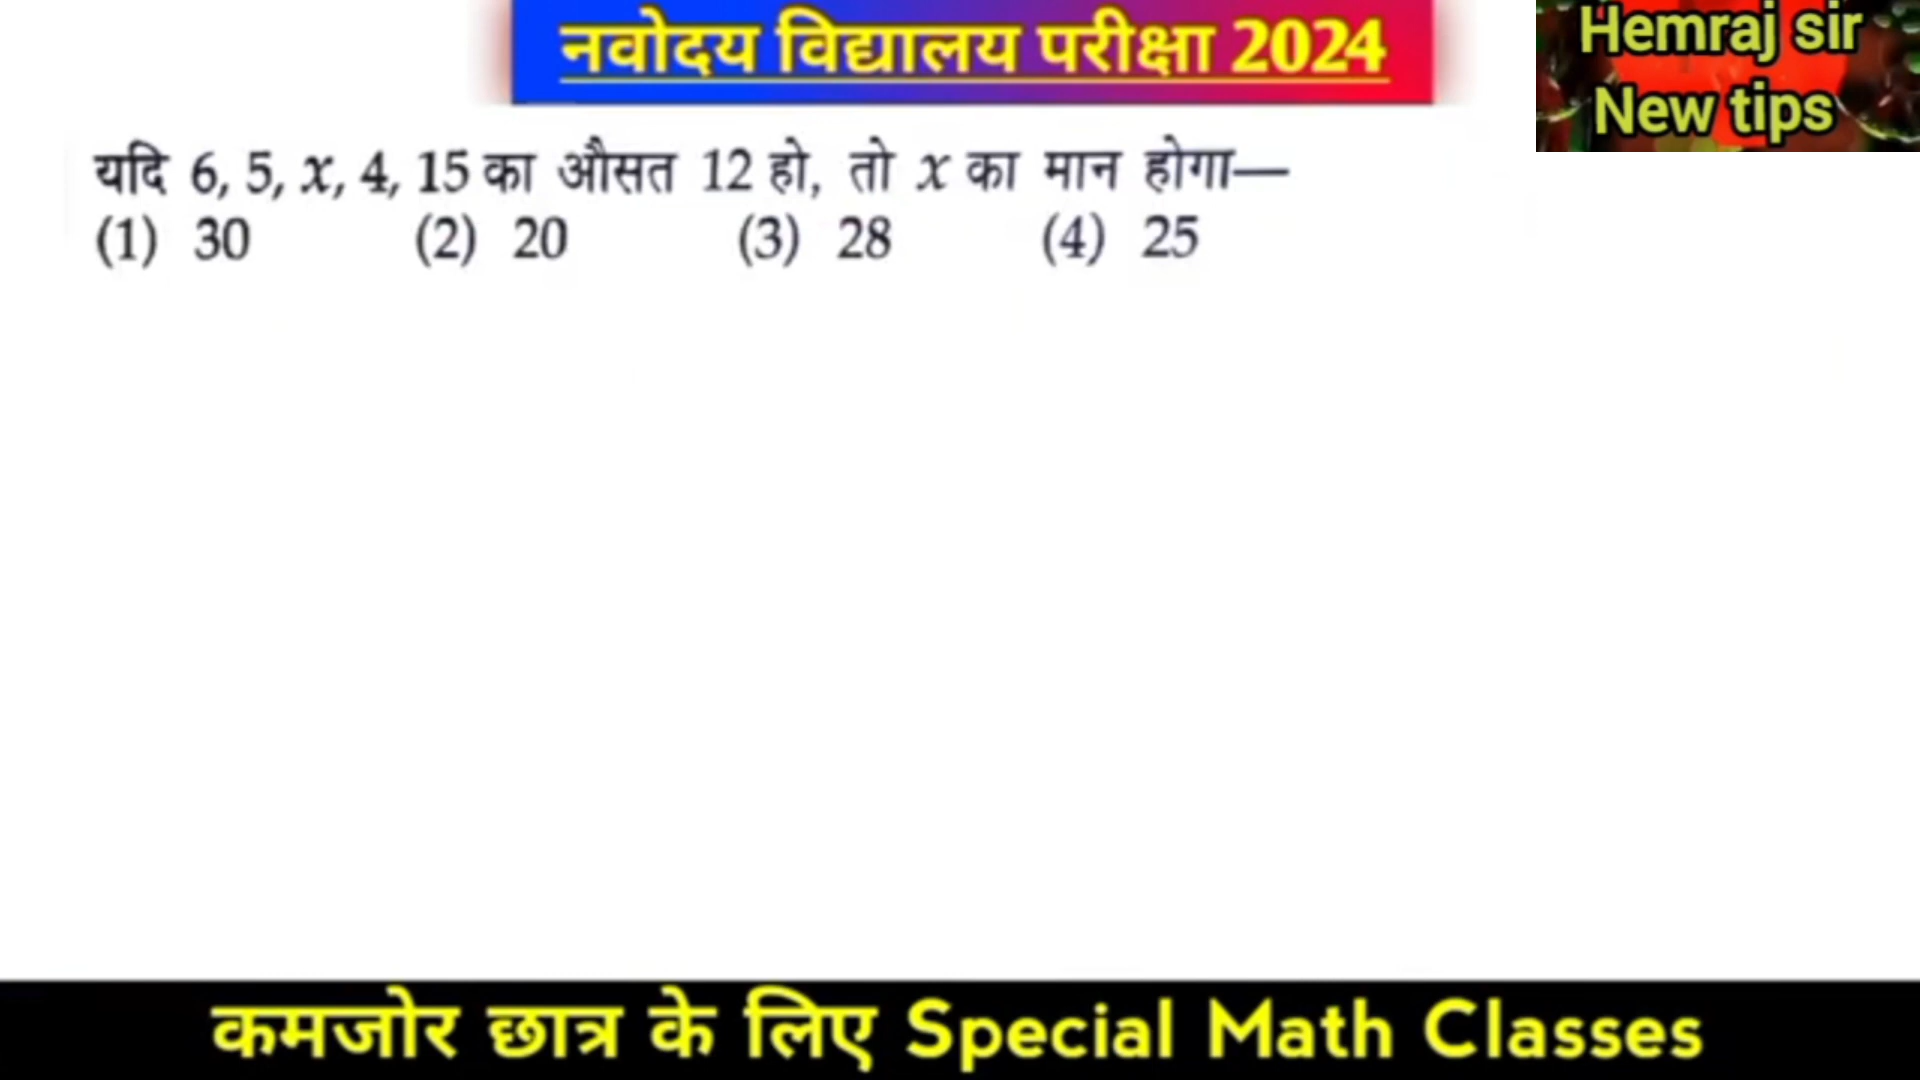 नवोदय विद्यालय परीक्षा 2024
Hemraj sir
New tips
यदि 6, 5, x, 4, 15 का औसत 12 हो, तो x का मान होगा—
(1) 30 (2) 20 (3) 28 (4) 25
कमजोर छात्र के लिए Special Math Classes